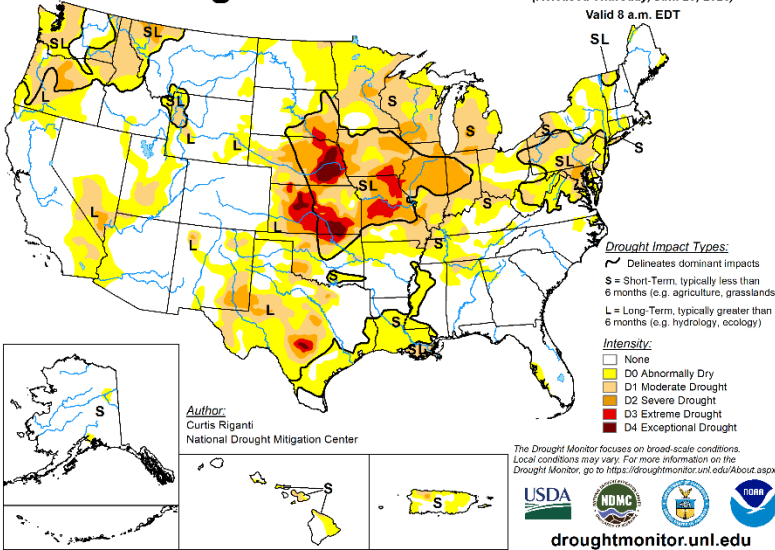 Valid 8 a.m. EDT
SL
SL
SL
S
L
SL
S
S
S
L
L
SL
S
SL
L
S
L
S
L
S
L
S
SL
Drought Impact Types:
Delineates dominant impacts
S = Short-Term, typically less than
6 months (e.g. agriculture, grasslands
L = Long-Term, typically greater than
6 months (e.g. hydrology, ecology)
Intensity:
None
D0 Abnormally Dry
D1 Moderate Drought
D2 Severe Drought
D3 Extreme Drought
D4 Exceptional Drought
S
Author:
Curtis Riganti
National Drought Mitigation Center
S
S
The Drought Monitor focuses on broad-scale conditions.
Local conditions may vary. For more information on the
Drought Monitor, go to https://droughtmonitor.unl.edu/About.aspx
USDA
NDMC
NOAA
droughtmonitor.unl.edu